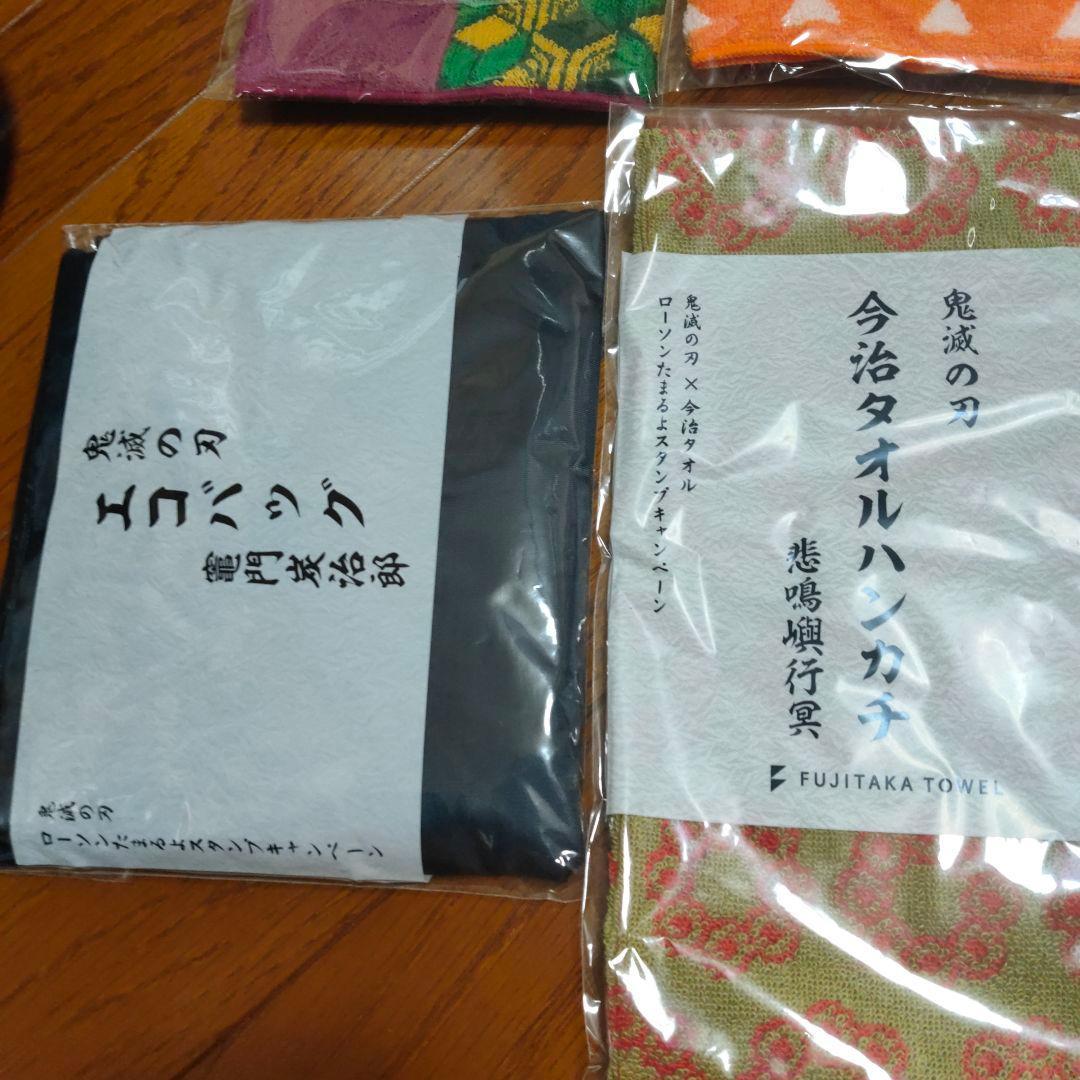 鬼滅の刃
エコバッグ
竈門炭治郎
鬼滅の刃
ローソンたまるよスタンプキャンペーン
鬼滅の刃
今治タオルハンカチ
悲鳴嶼行冥
鬼滅の刃×今治タオル
ローソンたまるよスタンプキャンペーン
FUJITAKA TOWEL